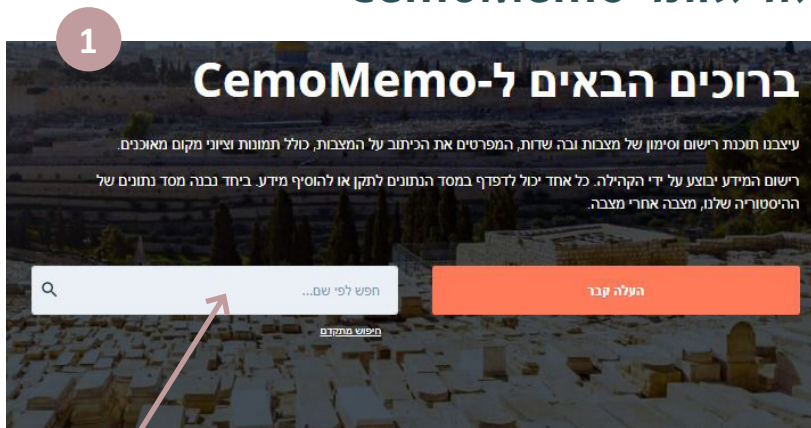 1
ברוכים הבאים ל-CemoMemo
עיצבנו תוכנת רישום וסימון של מצבות ובה שדות, המפרטים את הכיתוב על המצבות, כולל תמונות וציוני מקום מאוכנים.
רישום המידע יבוצע על ידי הקהילה. כל אחד יכול לדפדף במסד הנתונים לתקן או להוסיף מידע. ביחד נבנה מסד נתונים של
ההיסטוריה שלנו, מצבה אחרי מצבה.
העלה קבר
חפש לפי שם...
חיפוש מתקדם